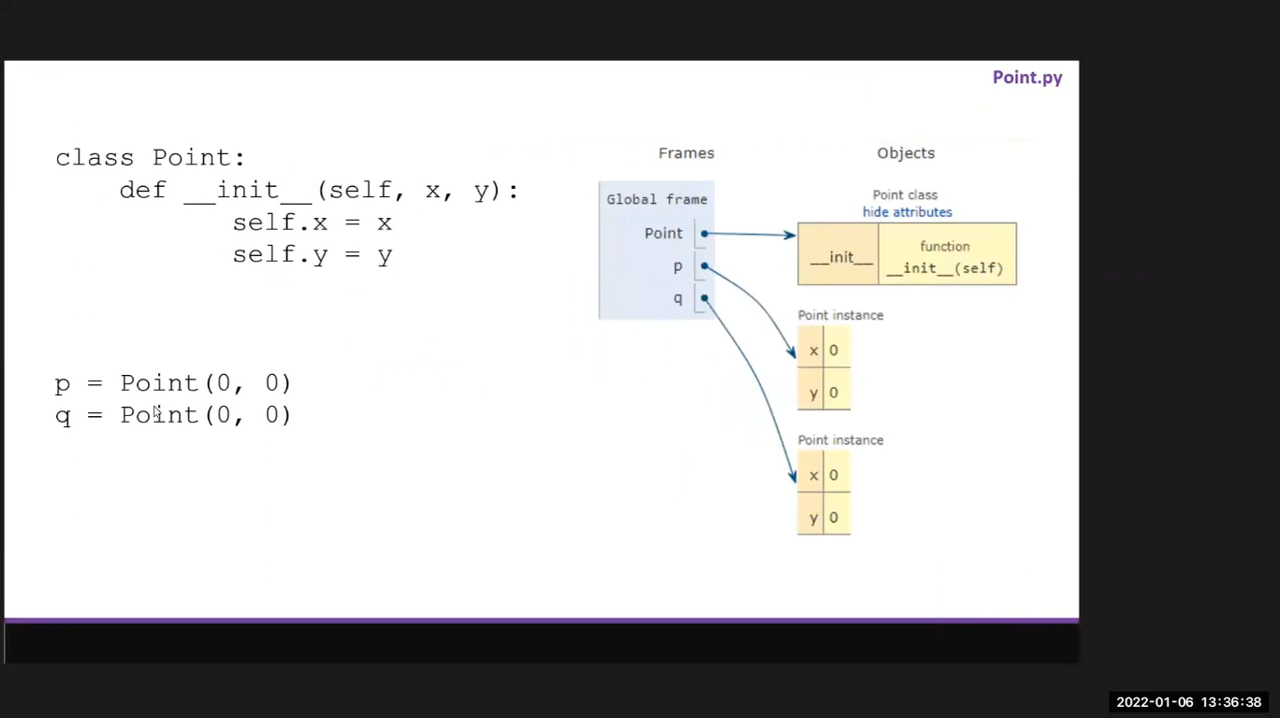 Point.py
class Point:
    def __init__(self, x, y):
        self.x = x
        self.y = y
p = Point(0, 0)
q = Point(0, 0)
Frames
Global frame
Point
p
q
Objects
Point class
hide attributes
__init__
function
__init__(self)
Point instance
x 0
y 0
Point instance
x 0
y 0
2022-01-06 13:36:38